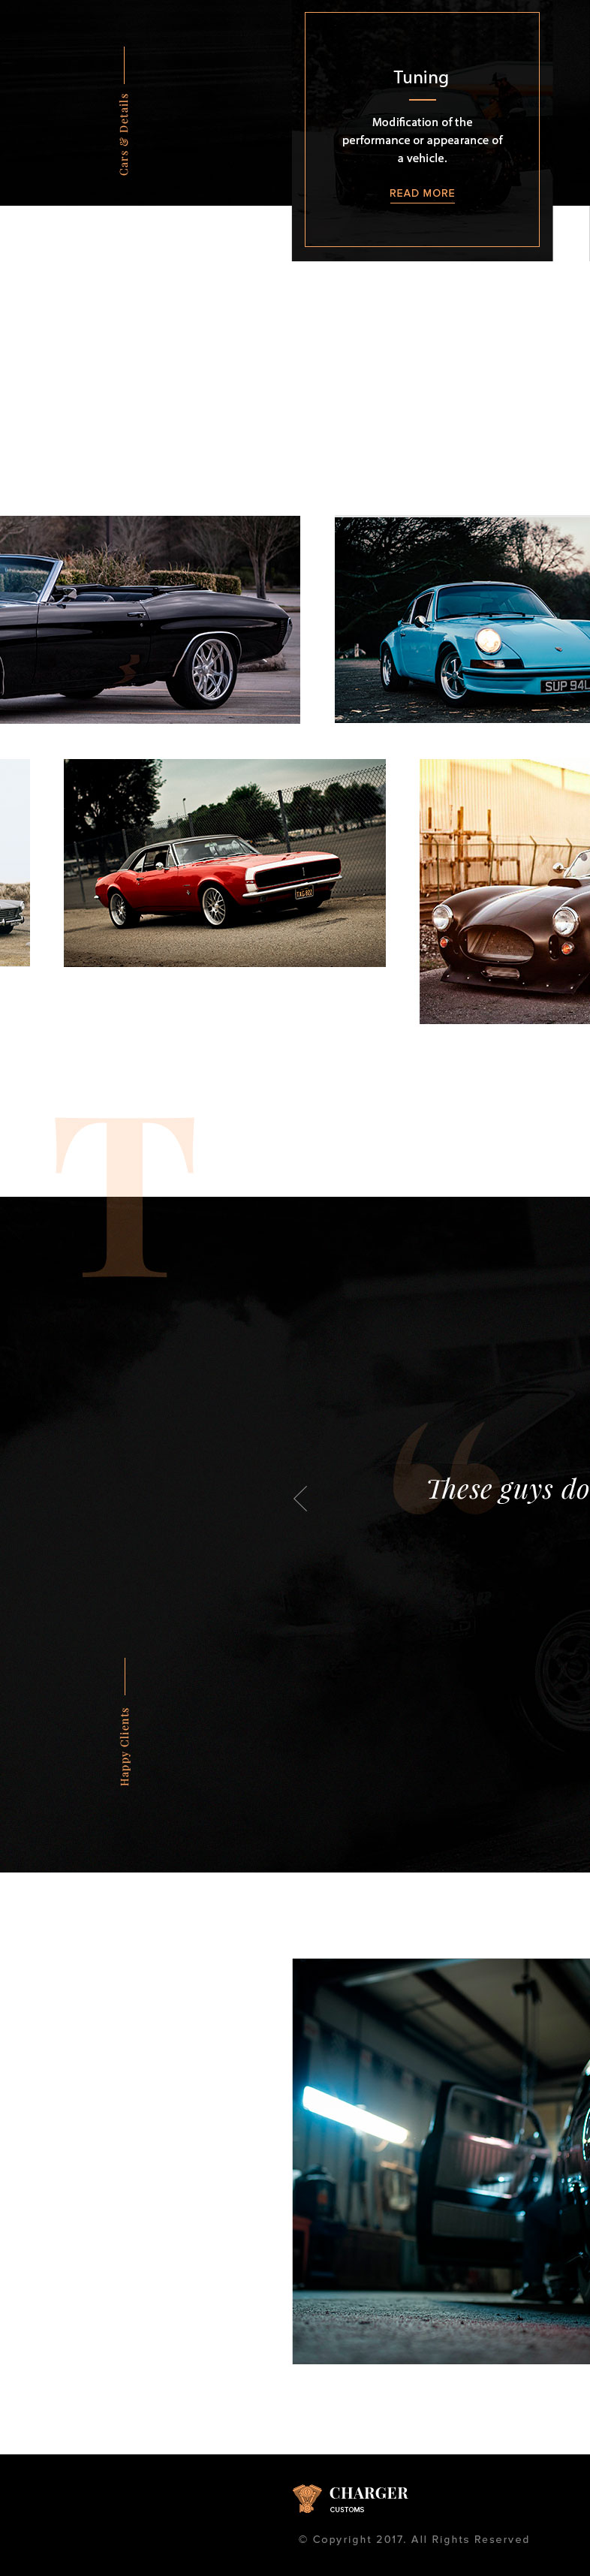 Cars & Details
Tuning
Modification of the
performance or appearance of
a vehicle.
READ MORE
SUP 94L
T
“
These guys do
Happy Clients
CHARGER
CUSTOMS
© Copyright 2017. All Rights Reserved